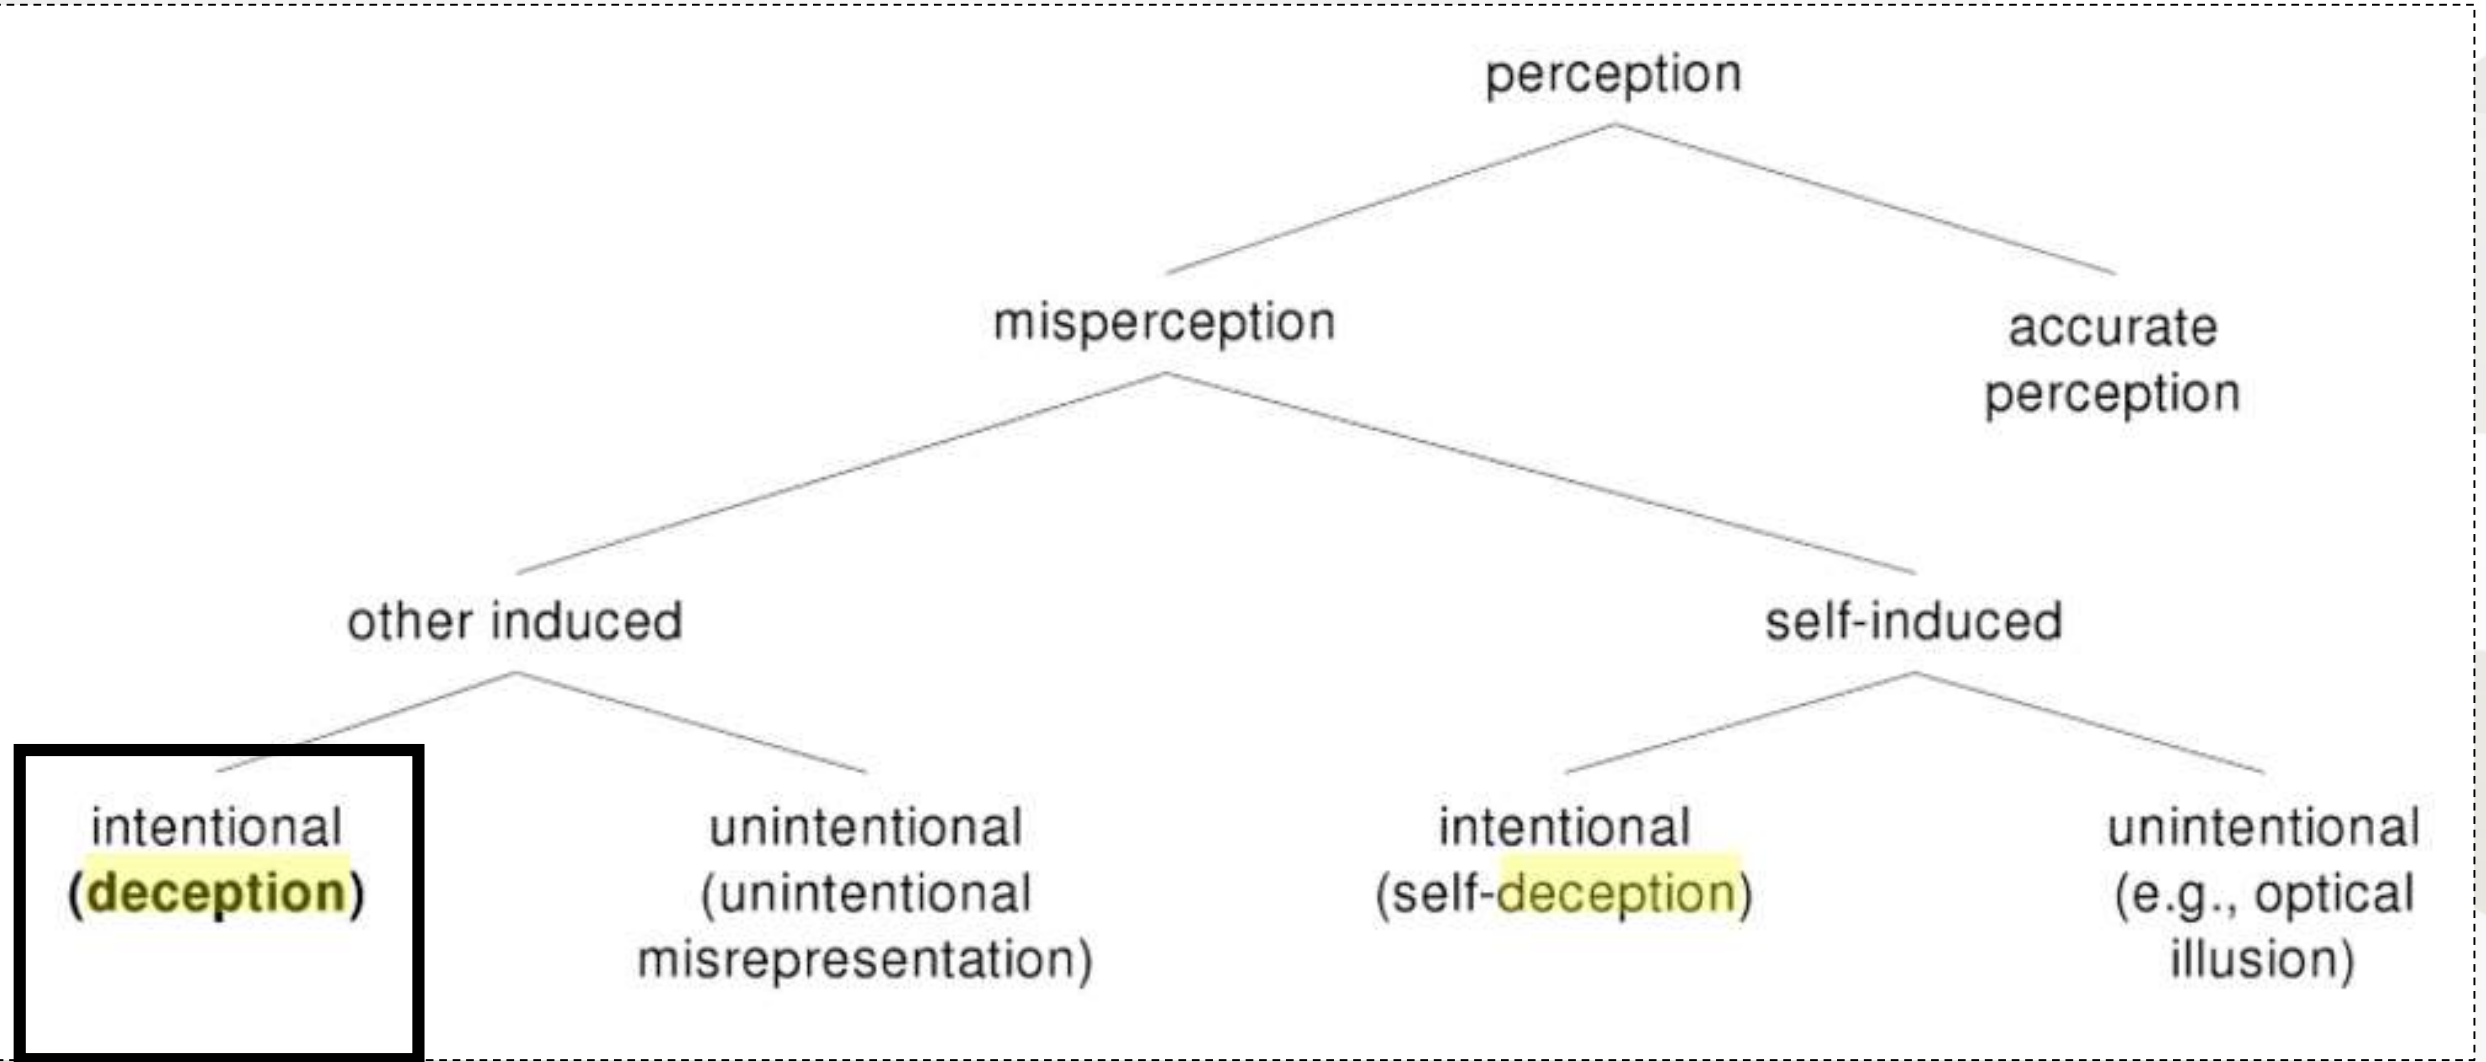 perception
misperception
accurate
perception
other induced
self-induced
intentional
(deception)
unintentional
(unintentional
misrepresentation)
intentional
(self-deception)
unintentional
(e.g., optical
illusion)